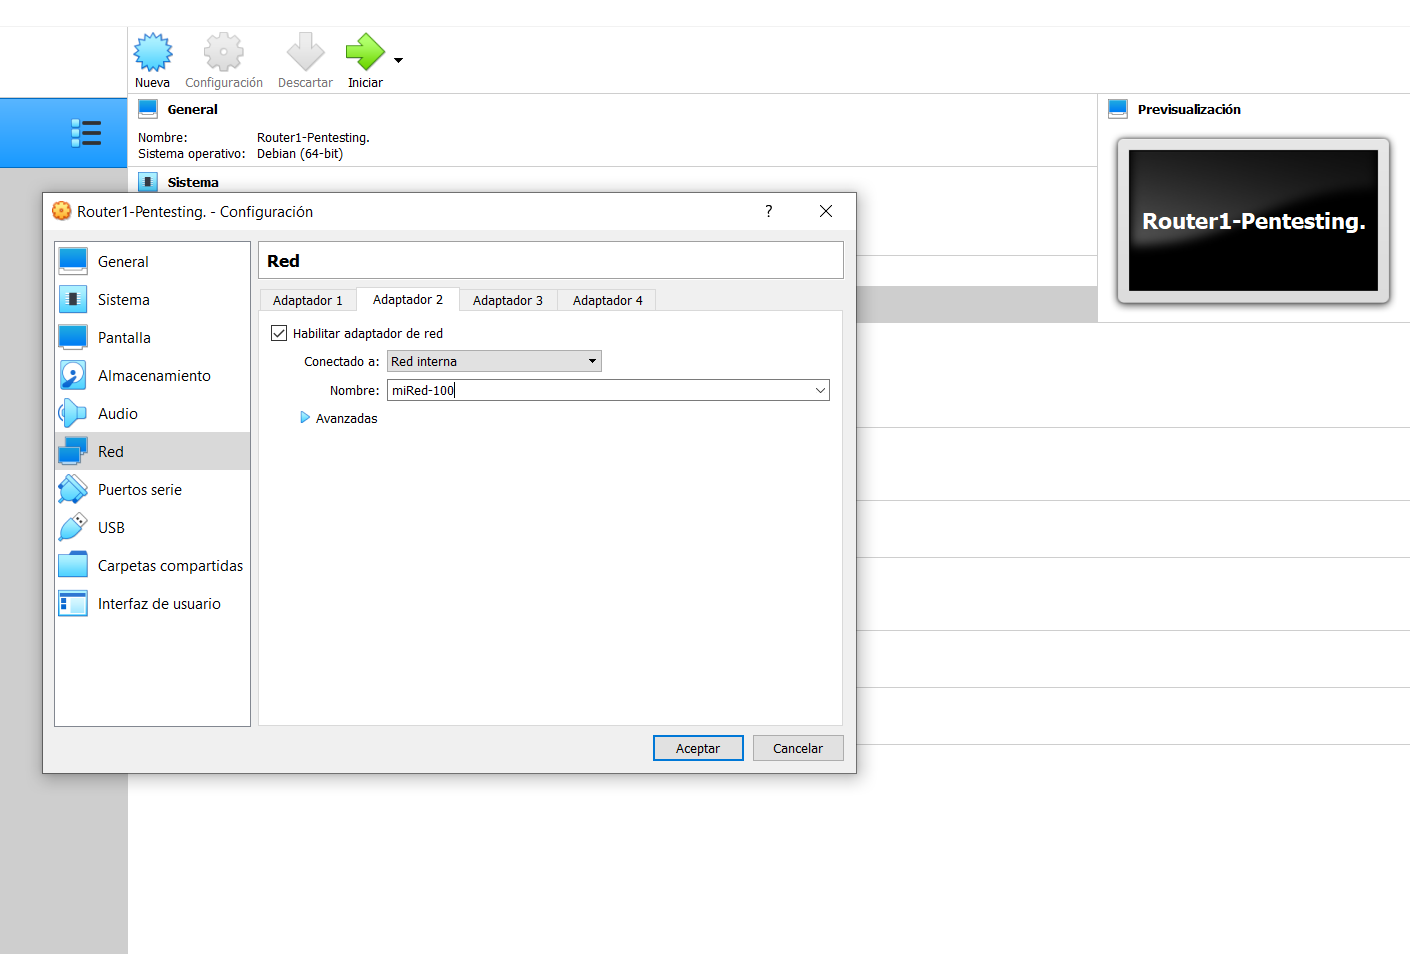 Nueva Configuración Descartar Iniciar
General
Nombre: Router1-Pentesting.
Sistema operativo: Debian (64-bit)
Sistema
Previsualización
Router1-Pentesting.
Router1-Pentesting. - Configuración ?
General
Sistema
Pantalla
Almacenamiento
Audio
Red
Puertos serie
USB
Carpetas compartidas
Interfaz de usuario
Red
Adaptador 1 Adaptador 2 Adaptador 3 Adaptador 4
Habilitar adaptador de red
Conectado a: Red interna
Nombre: miRed-100
Avanzadas
Aceptar Cancelar